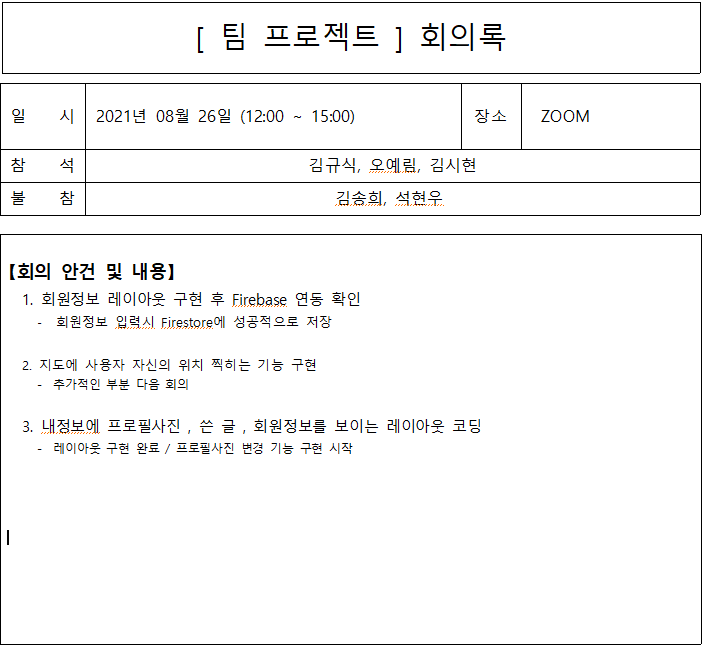 [ 팀 프로젝트 ] 회의록
일 시 2021년 08월 26일 (12:00 ~ 15:00) 장소 ZOOM
참 석 김규식, 오예림, 김시현
불 참 김송희, 석현우
【회의 안건 및 내용】
1. 회원정보 레이아웃 구현 후 Firebase 연동 확인
- 회원정보 입력시 Firestore에 성공적으로 저장
2. 지도에 사용자 자신의 위치 찍히는 기능 구현
- 추가적인 부분 다음 회의
3. 내정보에 프로필사진 , 쓴 글 , 회원정보를 보이는 레이아웃 코딩
- 레이아웃 구현 완료 / 프로필사진 변경 기능 구현 시작